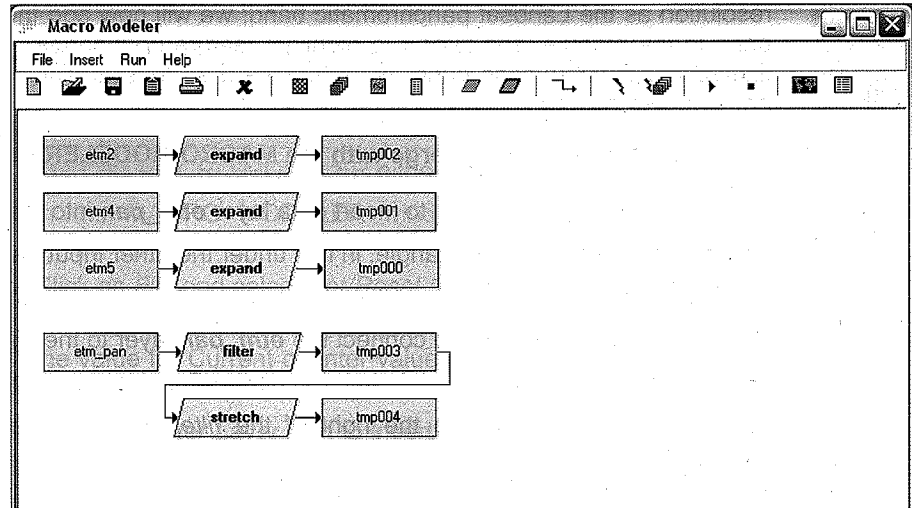 Macro Modeler
File Insert Run Help
etm2 expand tmp002
etm4 expand tmp001
etm5 expand tmp000
etm_pan filter tmp003
stretch tmp004